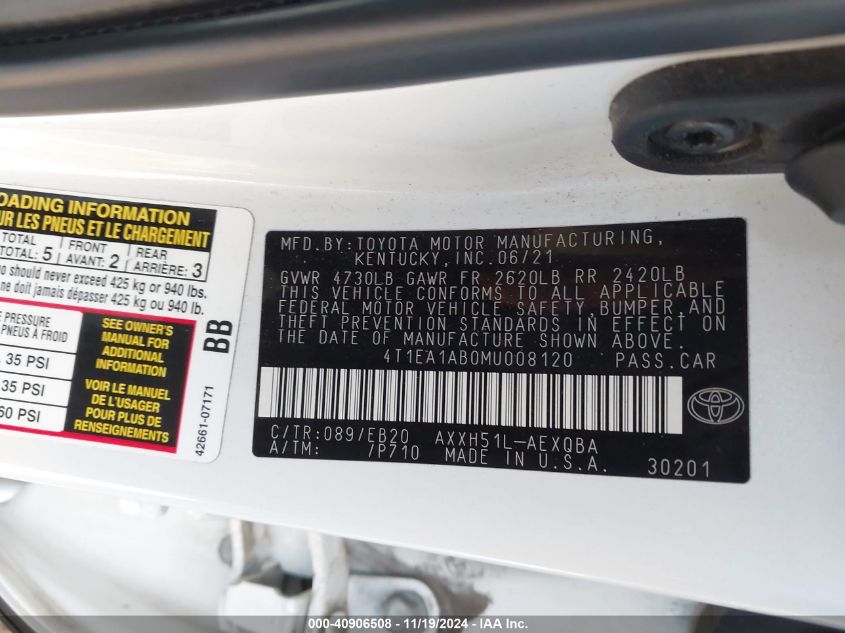 OADING INFORMATION
UR LES PNEUS ET LE CHARGEMENT
TOTAL FRONT REAR
TOTAL: 5 AVANT: 2 ARRIÈRE: 3
o should never exceed 425 kg or 940 lbs.
ne doit jamais dépasser 425 kg ou 940 lb.
E PRESSURE
PNEUS À FROID
, 35 PSI
35 PSI
60 PSI
SEE OWNER'S
MANUAL FOR
ADDITIONAL
INFORMATION
VOIR LE MANUEL
DE L'USAGER
POUR PLUS DE
RENSEIGNEMENTS
BB
42661-07171
MFD.BY:TOYOTA MOTOR MANUFACTURING,
KENTUCKY, INC.06/21
GVWR 4730LB GAWR FR 2620LB RR 2420LB
THIS VEHICLE CONFORMS TO ALL APPLICABLE
FEDERAL MOTOR VEHICLE SAFETY,BUMPER,AND
THEFT PREVENTION STANDARDS IN EFFECT ON
THE DATE OF MANUFACTURE SHOWN ABOVE.
4T1EA1AB0MU008120 PASS.CAR
C/TR:089/EB20 AXXH51L-AEXQBA
A/TM: /P710 MADE IN U.S.A. 30201
00--40906508 - 11/19/2024 - IAA Inc.